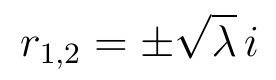 $r_{1,2} = \pm\sqrt{\lambda}\, i$